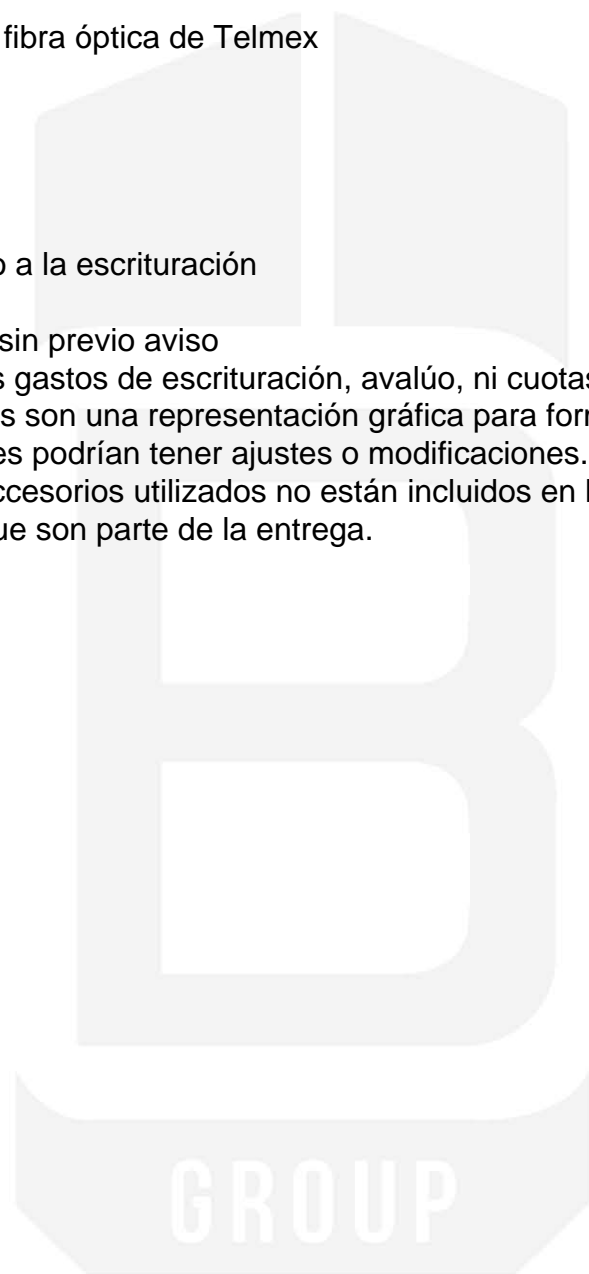 fibra óptica de Telmex
o a la escrituración
sin previo aviso
s gastos de escrituración, avalúo, ni cuotas
s son una representación gráfica para for
es podrían tener ajustes o modificaciones.
ccesorios utilizados no están incluidos en l
ue son parte de la entrega.
B
GROUP